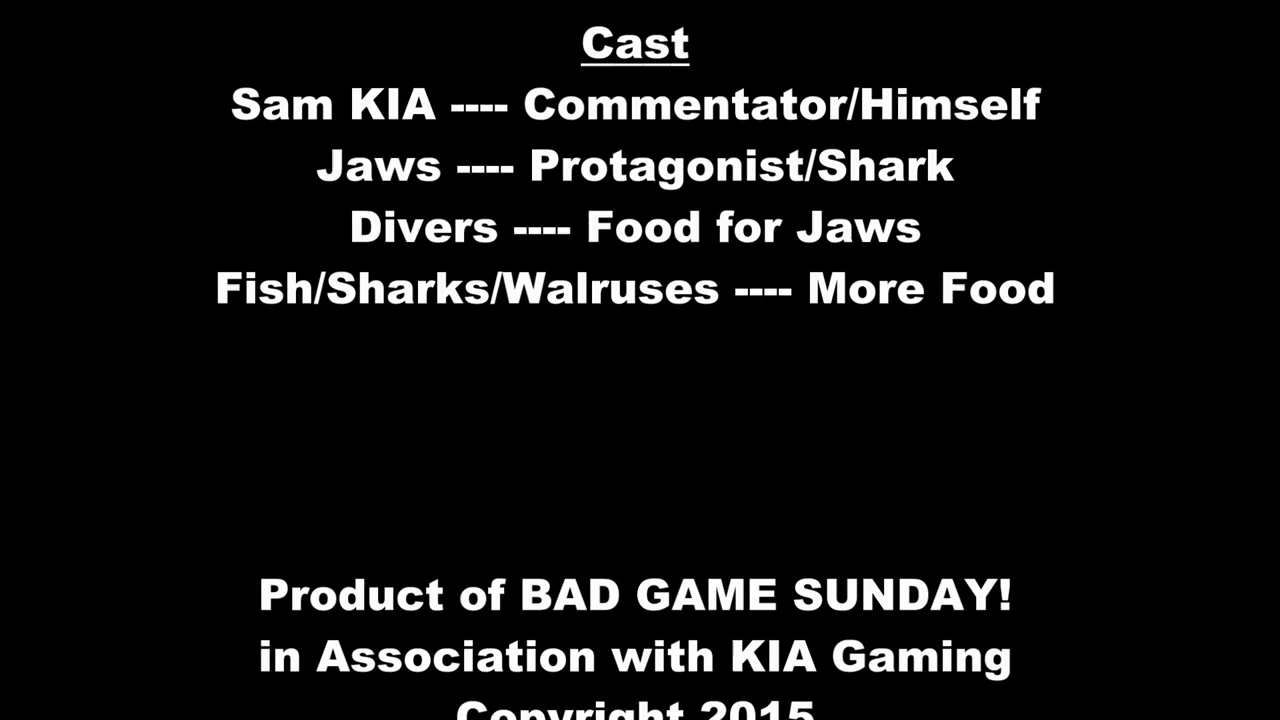 Cast
Sam KIA ---- Commentator/Himself
Jaws ---- Protagonist/Shark
Divers ---- Food for Jaws
Fish/Sharks/Walruses ---- More Food
Product of BAD GAME SUNDAY!
in Association with KIA Gaming
Copyright 2015